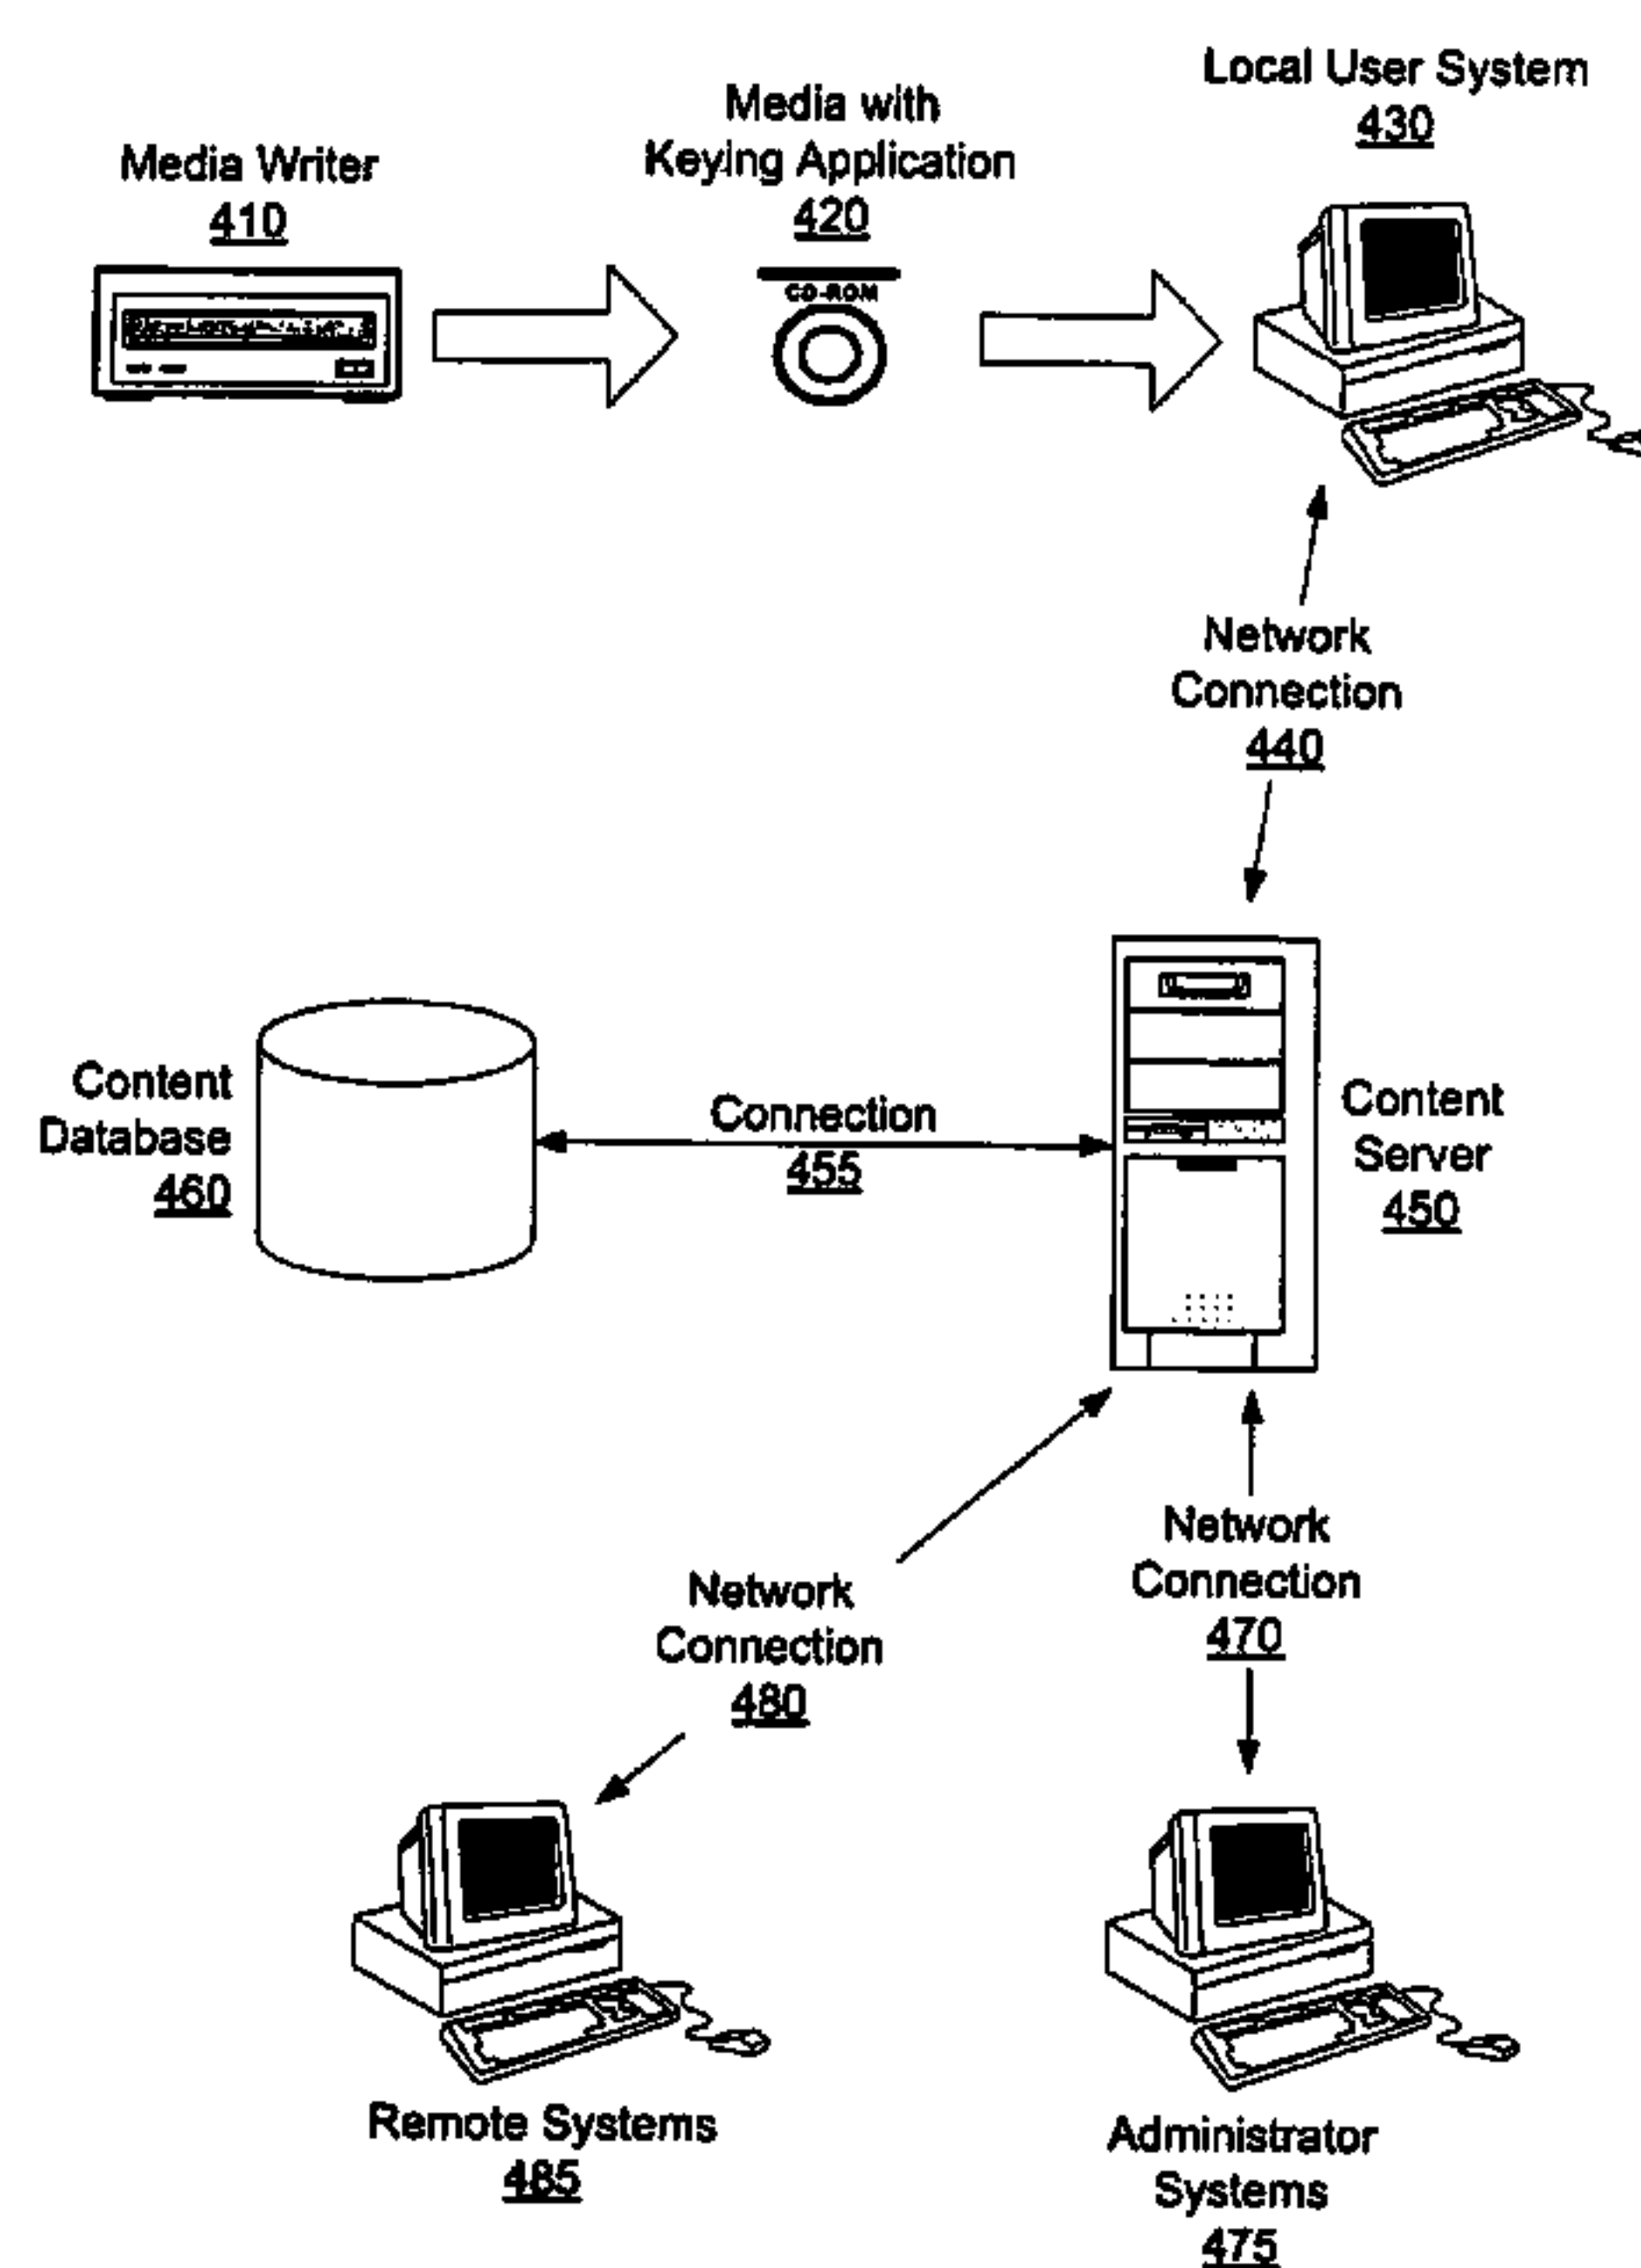 Local User System
430
Media with
Keying Application
420
Media Writer
410
CD-ROM
Network
Connection
440
Content
Database
460
Connection
455
Content
Server
450
Network
Connection
470
Network
Connection
480
Remote Systems
485
Administrator
Systems
475